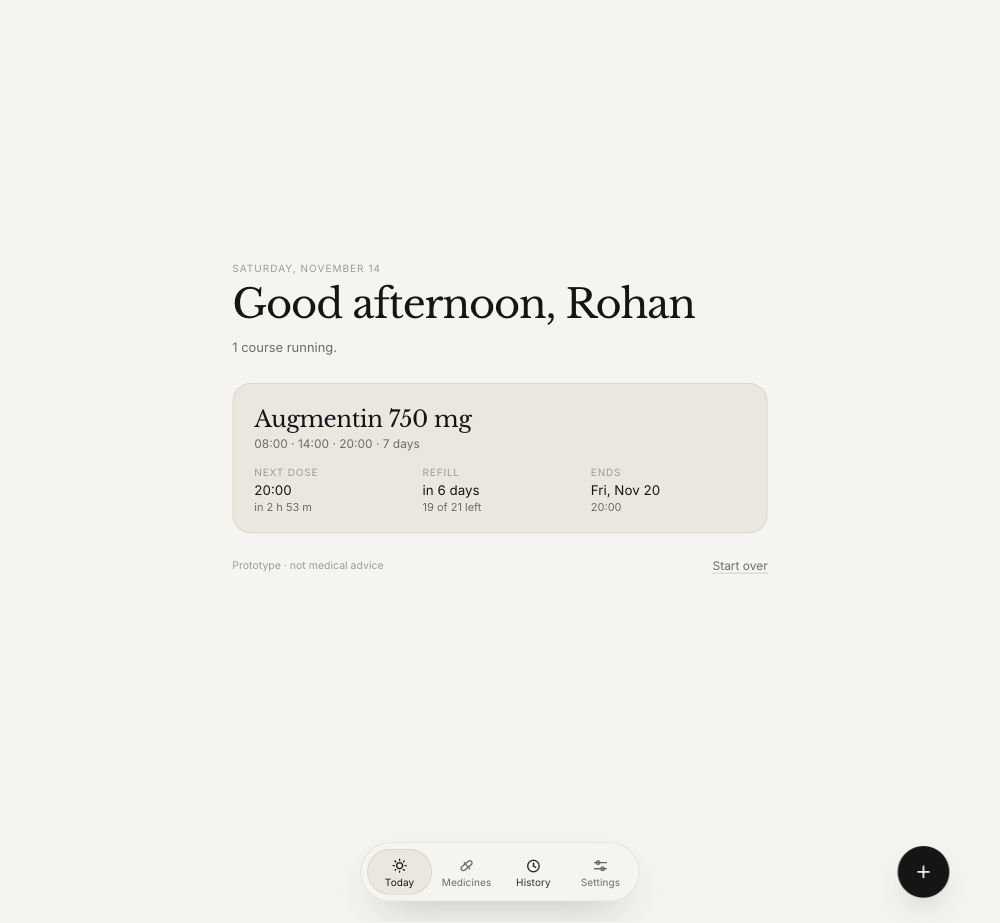 SATURDAY, NOVEMBER 14
Good afternoon, Rohan
1 course running.
Augmentin 750 mg
08:00 · 14:00 · 20:00 · 7 days
NEXT DOSE
20:00
in 2 h 53 m
REFILL
in 6 days
19 of 21 left
ENDS
Fri, Nov 20
20:00
Prototype · not medical advice
Start over
Today
Medicines
History
Settings
+